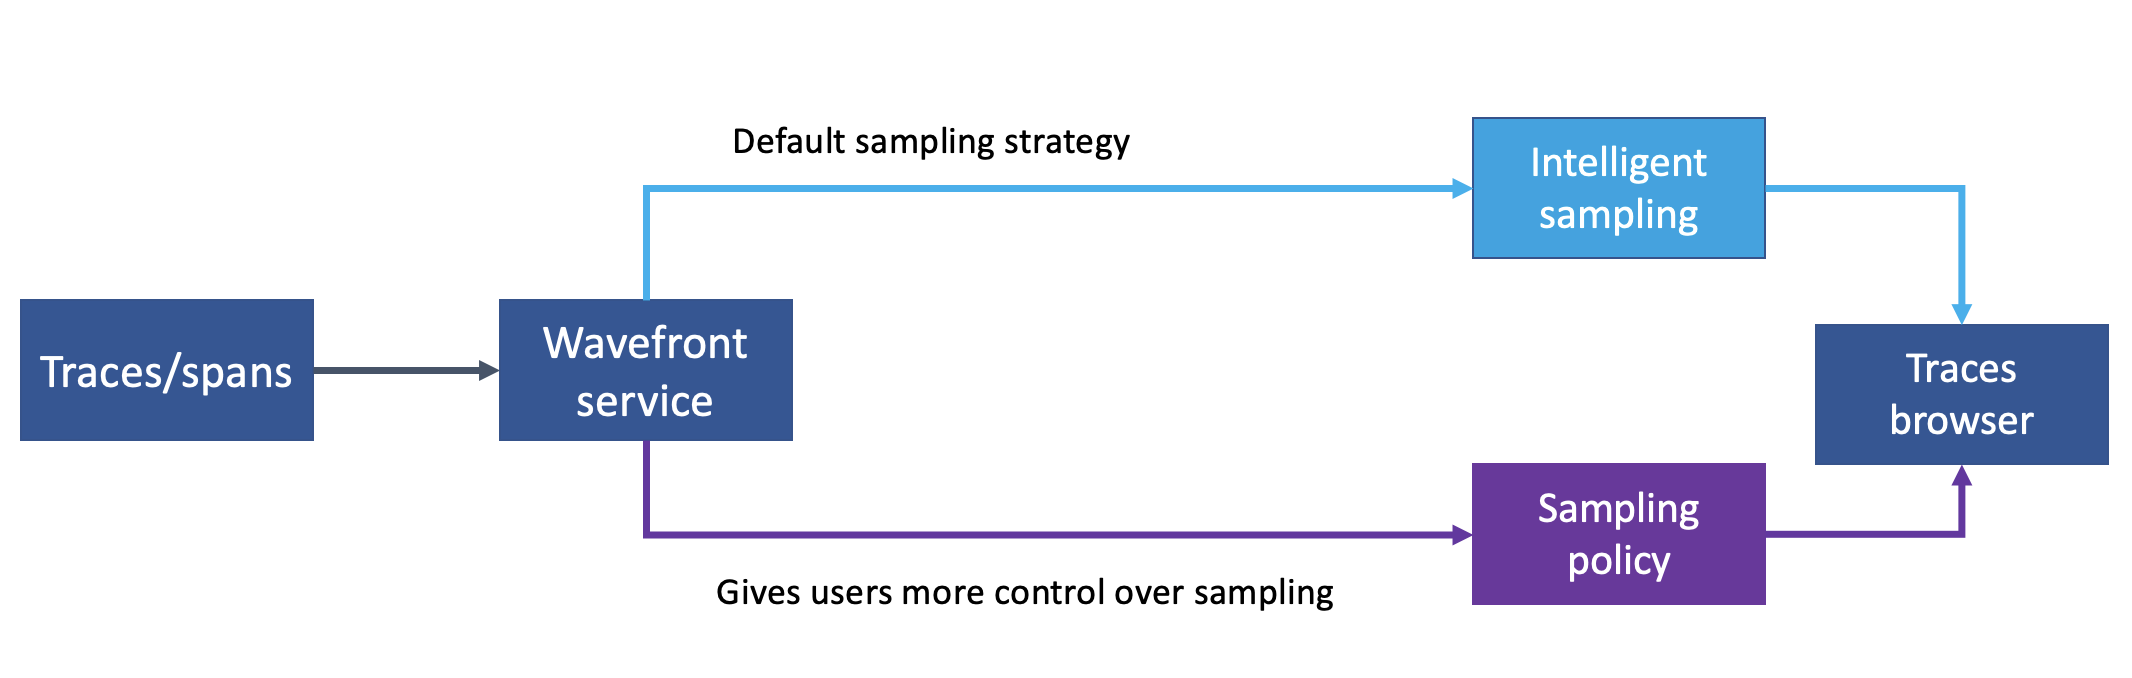 Default sampling strategy
Intelligent
sampling
Traces/spans
Wavefront
service
Traces
browser
Sampling
policy
Gives users more control over sampling